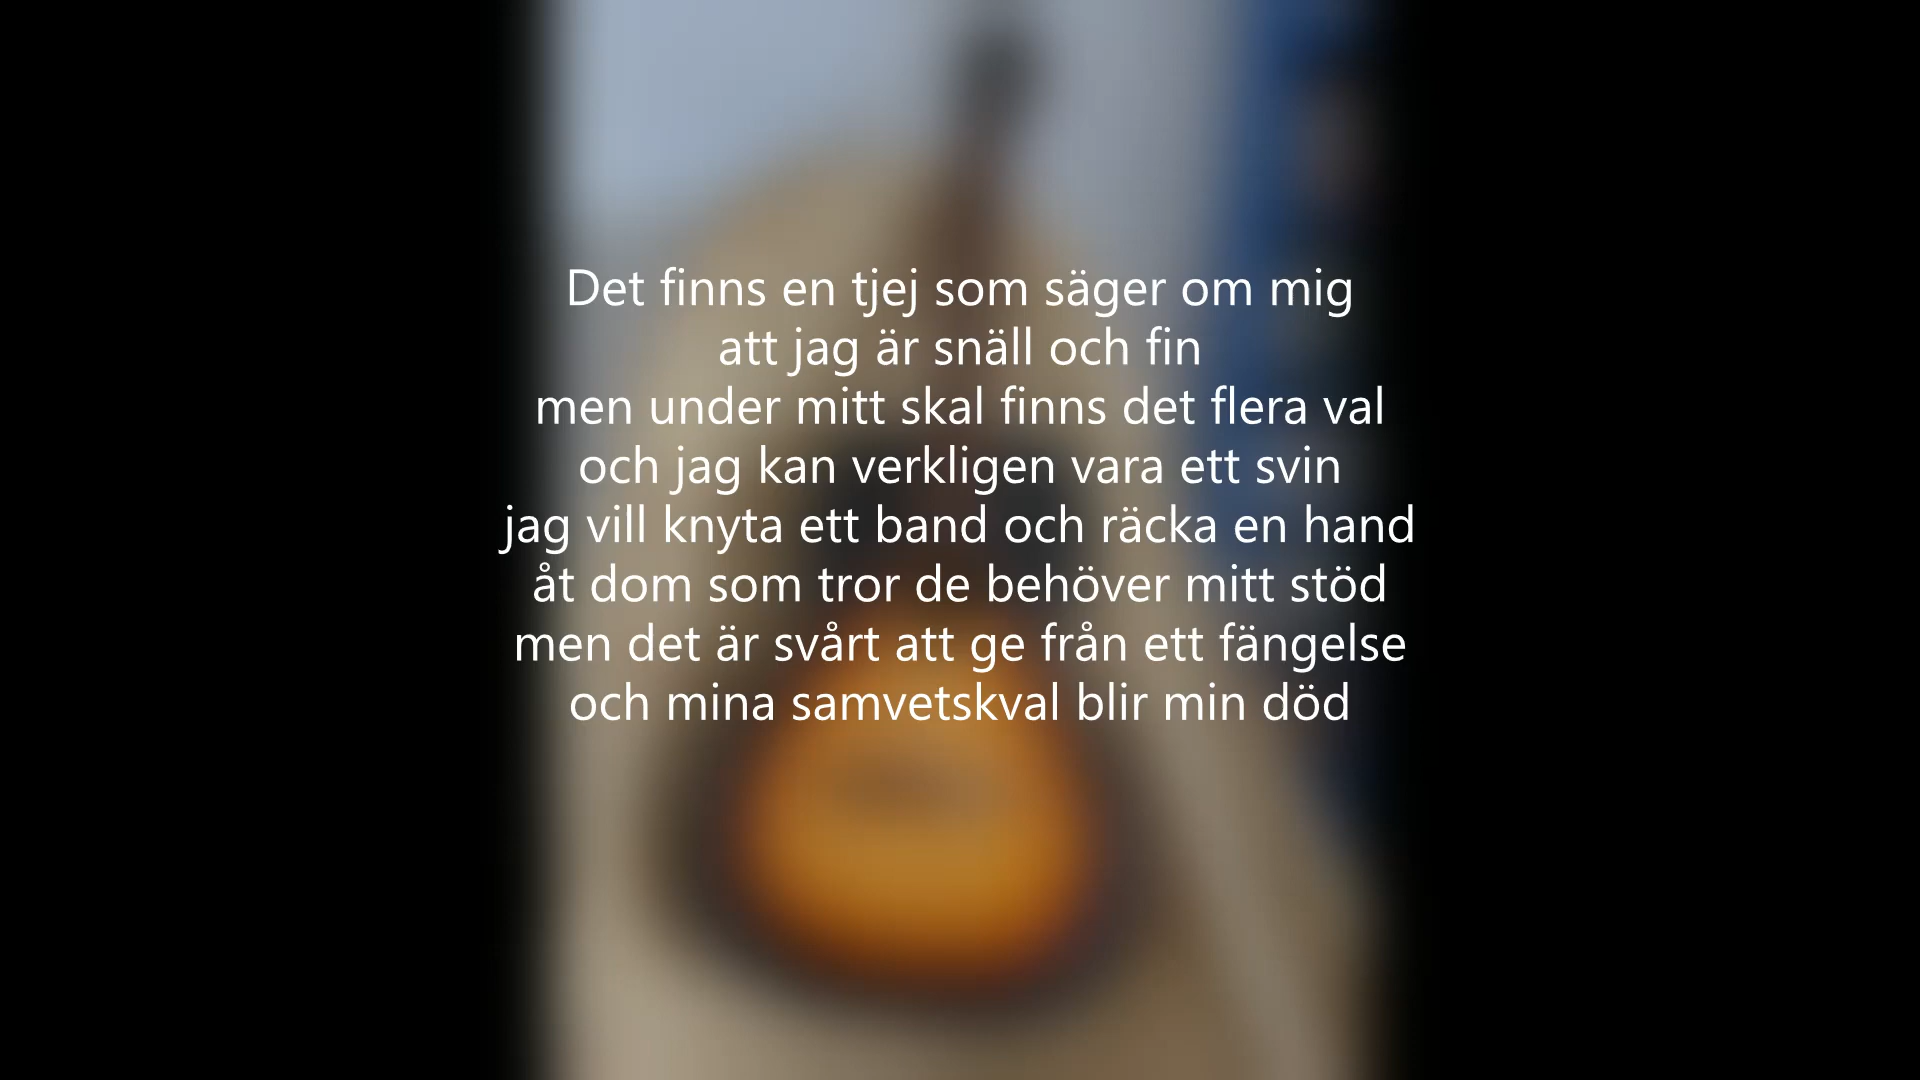 Det finns en tjej som säger om mig
att jag är snäll och fin
men under mitt skal finns det flera val
och jag kan verkligen vara ett svin
jag vill knyta ett band och räcka en hand
åt dom som tror de behöver mitt stöd
men det är svårt att ge från ett fängelse
och mina samvetskval blir min död